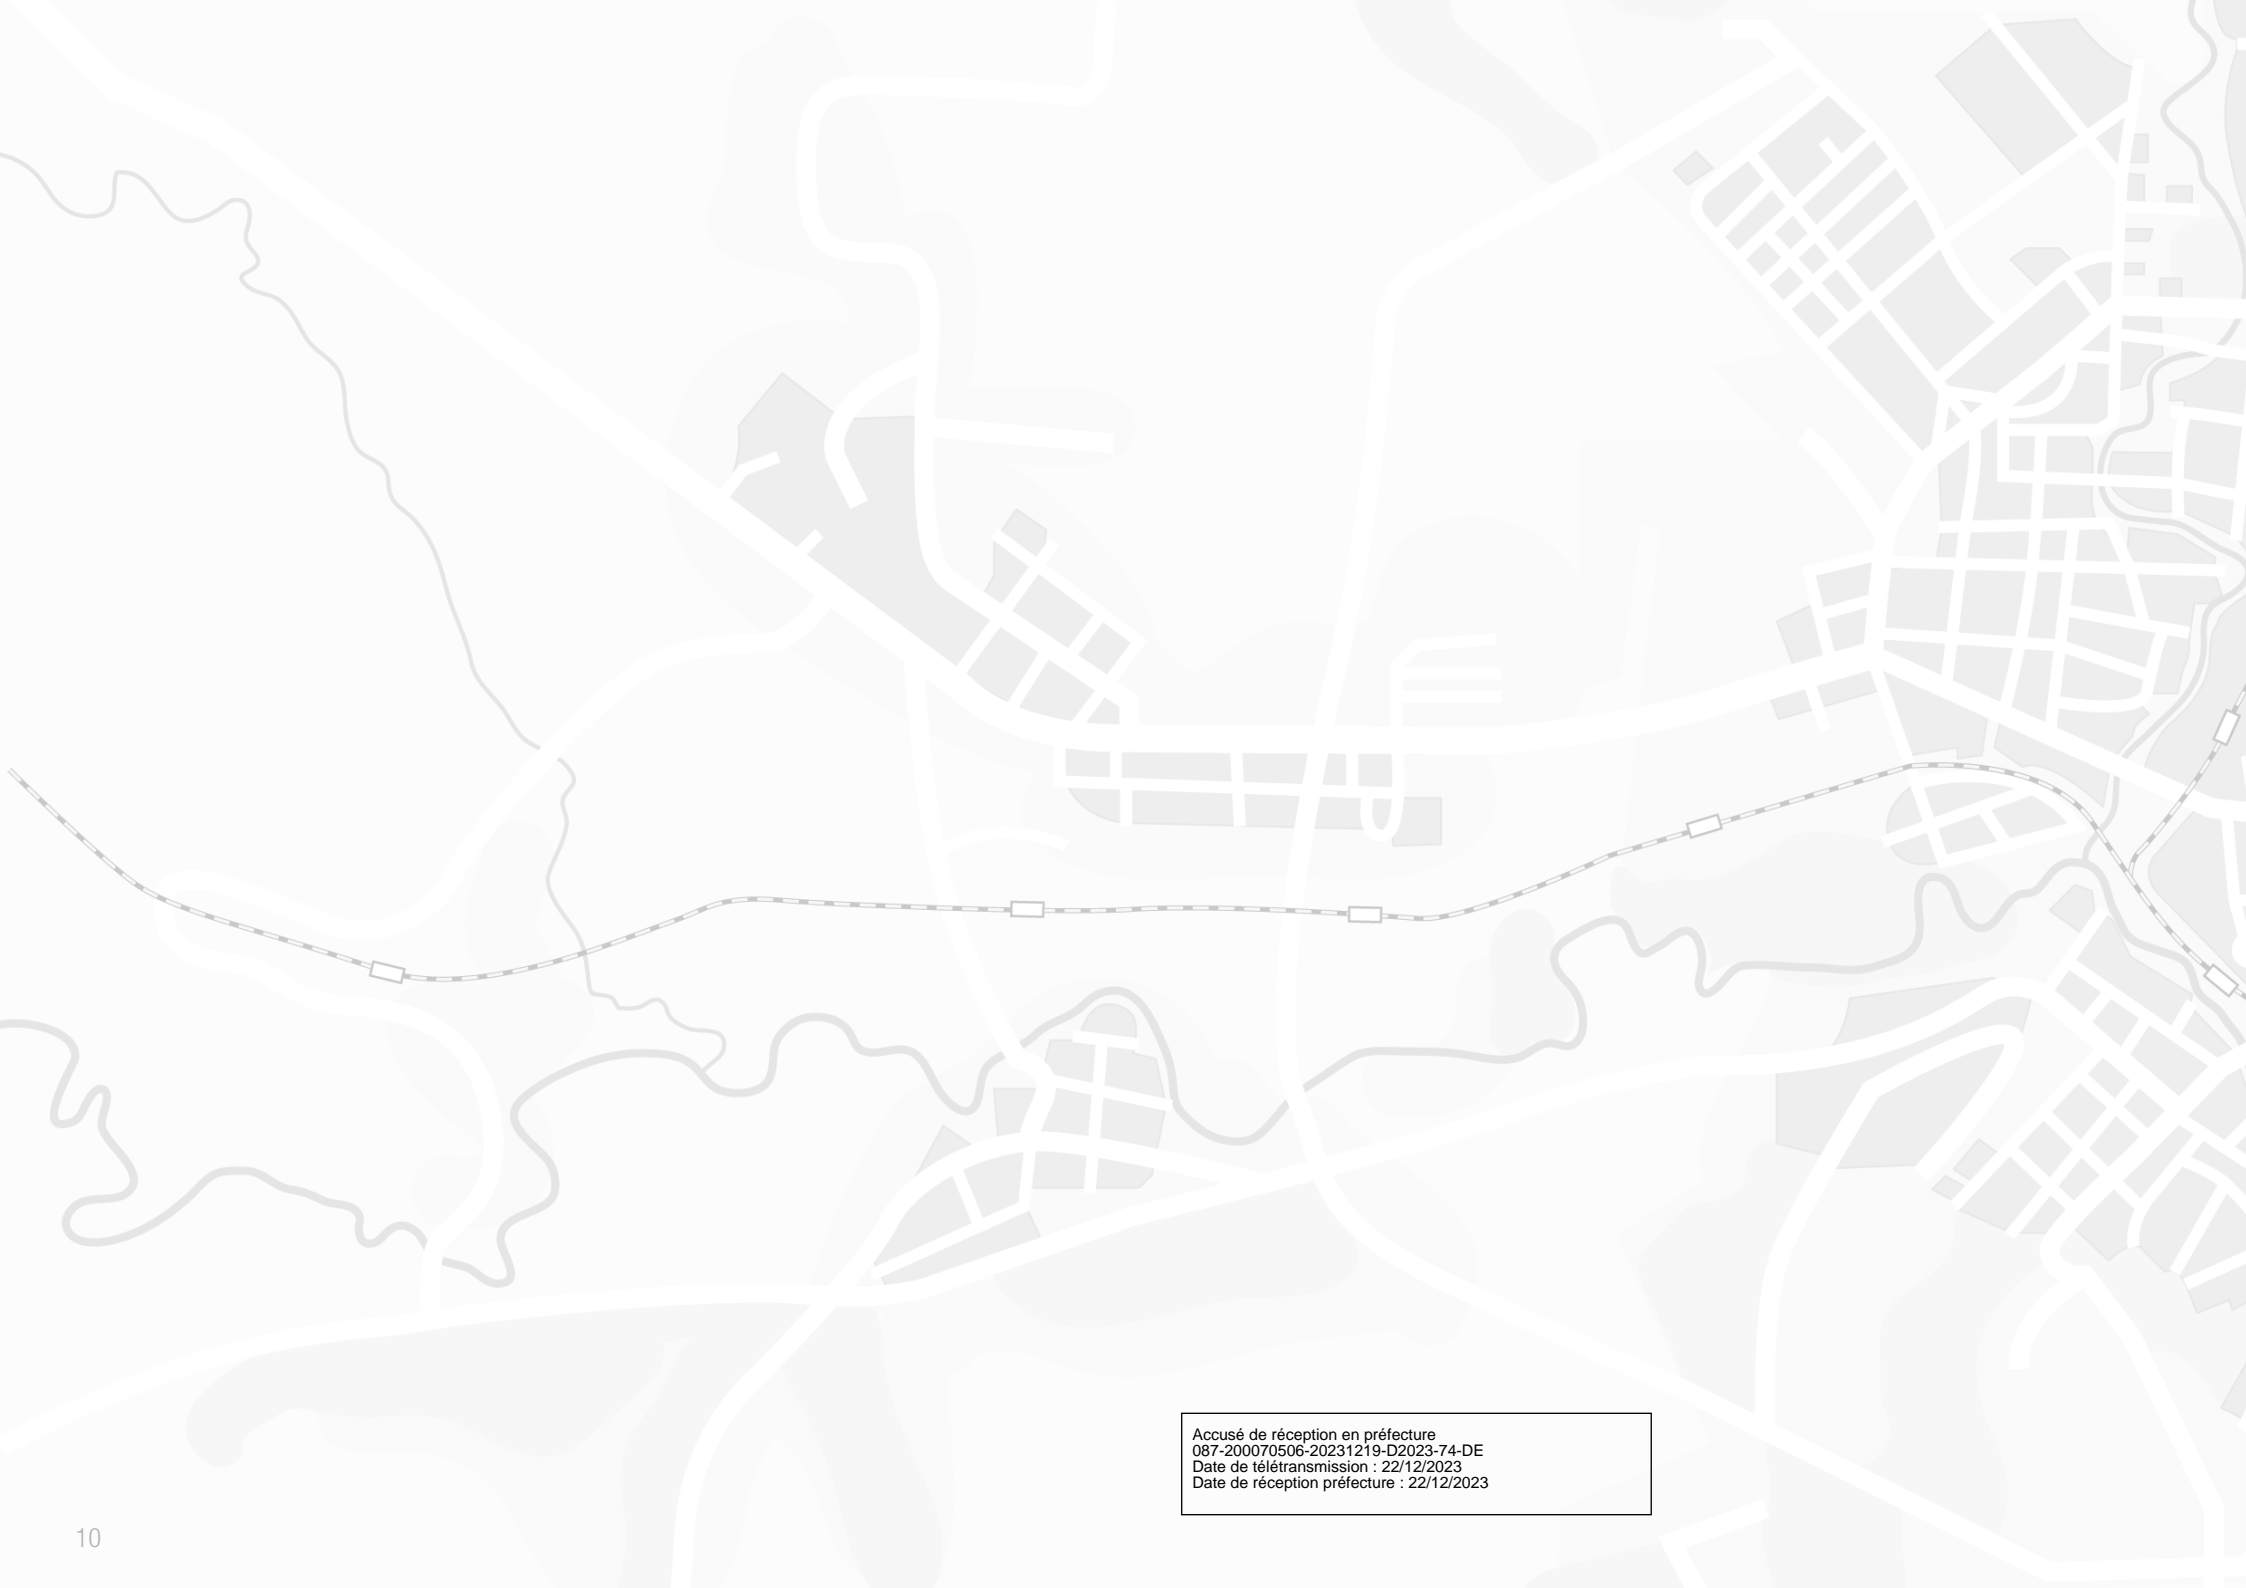 Accusé de réception en préfecture
087-200070506-20231219-D2023-74-DE
Date de télétransmission : 22/12/2023
Date de réception préfecture : 22/12/2023
10